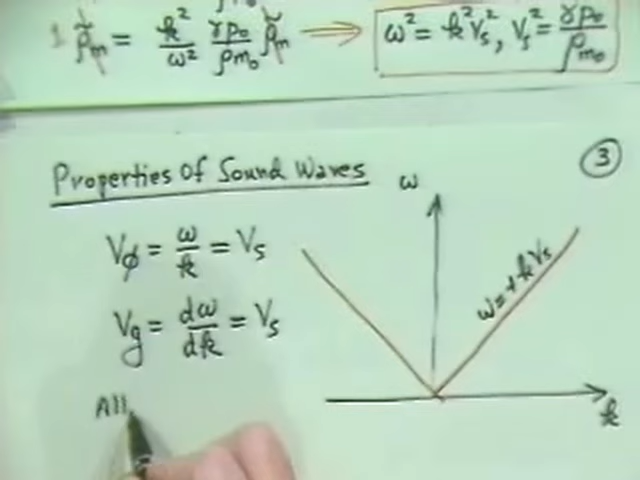 1 ρ̃m = k²/ω² γp₀/ρm₀ ρ̃m → ω² = k²Vs², Vs² = γp₀/ρm₀
③
Properties Of Sound Waves
ω
Vϕ = ω/k = Vs
ω=+kVs
Vg = dω/dk = Vs
All
k